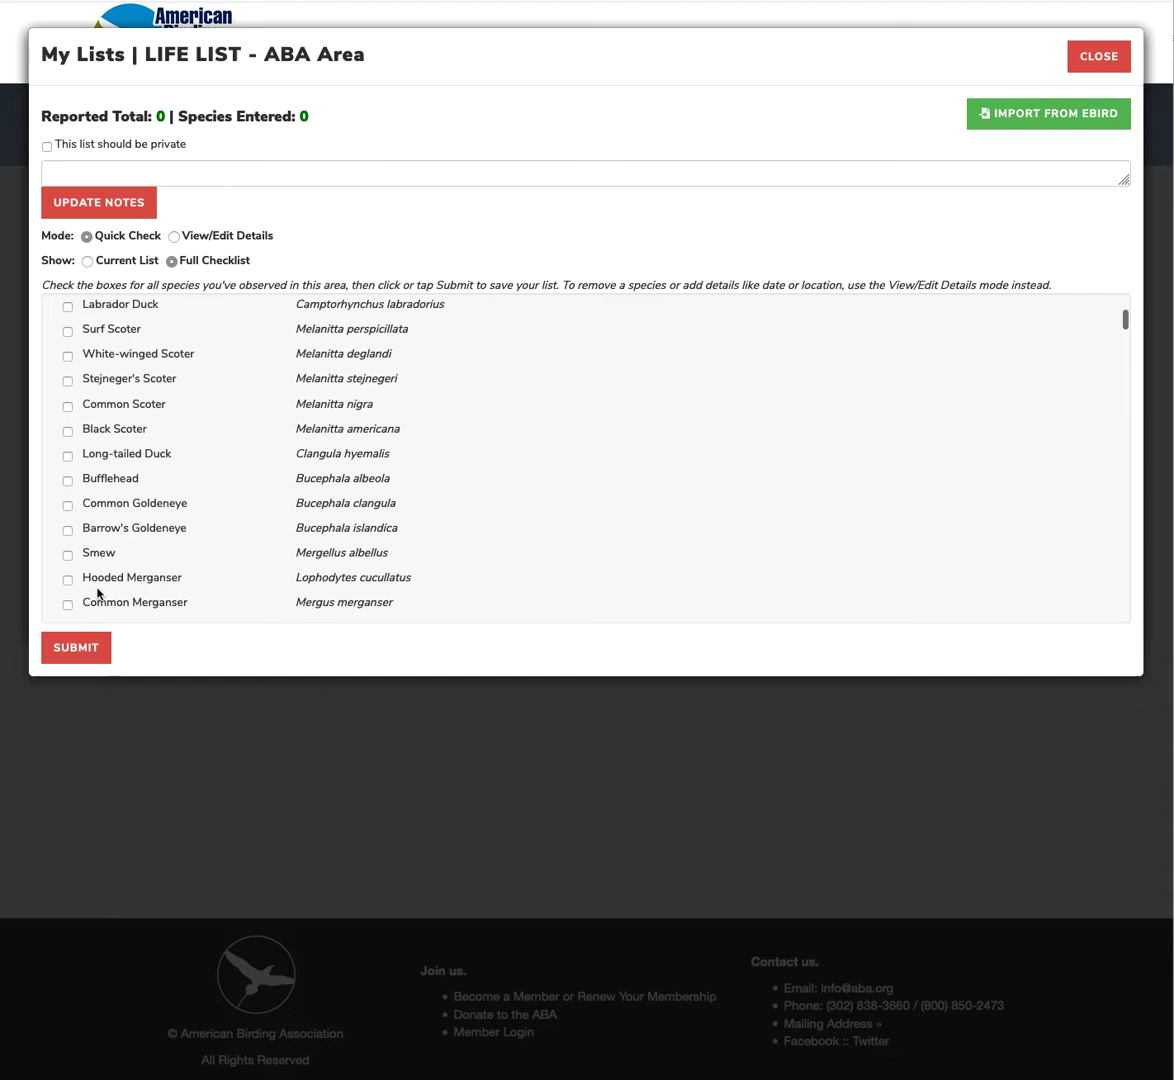 American
My Lists | LIFE LIST - ABA Area
CLOSE
Reported Total: 0 | Species Entered: 0
IMPORT FROM EBIRD
This list should be private
UPDATE NOTES
Mode: Quick Check View/Edit Details
Show: Current List Full Checklist
Check the boxes for all species you've observed in this area, then click or tap Submit to save your list. To remove a species or add details like date or location, use the View/Edit Details mode instead.
Labrador Duck Camptorhynchus labradorius
Surf Scoter Melanitta perspicillata
White-winged Scoter Melanitta deglandi
Stejneger's Scoter Melanitta stejnegeri
Common Scoter Melanitta nigra
Black Scoter Melanitta americana
Long-tailed Duck Clangula hyemalis
Bufflehead Bucephala albeola
Common Goldeneye Bucephala clangula
Barrow's Goldeneye Bucephala islandica
Smew Mergellus albellus
Hooded Merganser Lophodytes cucullatus
Common Merganser Mergus merganser
SUBMIT
© American Birding Association
All Rights Reserved
Join us.
• Become a Member or Renew Your Membership
• Donate to the ABA
• Member Login
Contact us.
• Email: info@aba.org
• Phone: (302) 838-3660 / (800) 850-2473
• Mailing Address »
• Facebook :: Twitter